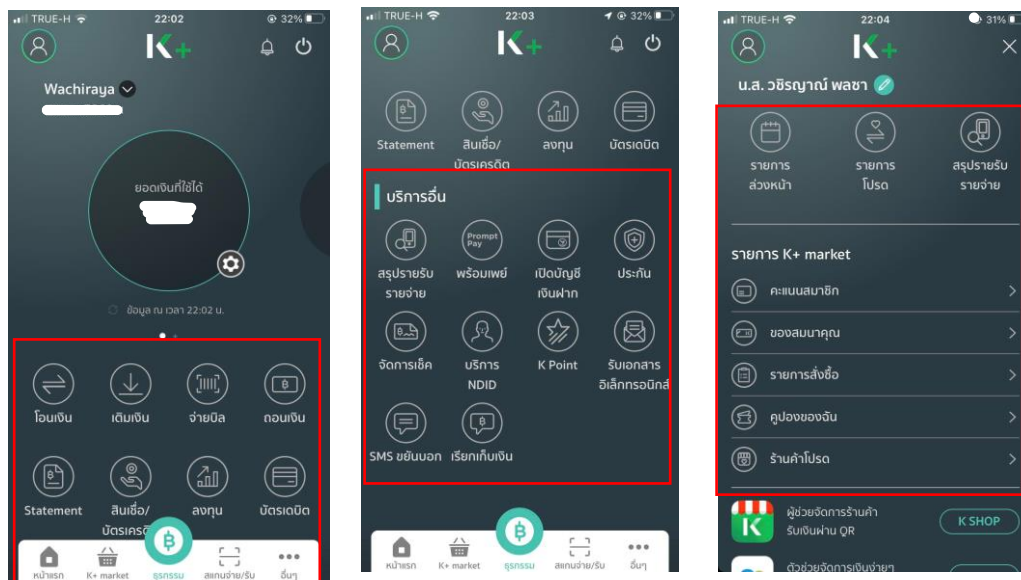 TRUE-H 22:02 32%
K+
Wachiraya
ยอดเงินที่ใช้ได้
ข้อมูล ณ เวลา 22:02 น.
โอนเงิน เติมเงิน จ่ายบิล ถอนเงิน
Statement สินเชื่อ/ ลงทุน บัตรเดบิต
บัตรเครดิ
หน้าแรก K+ market ธุรกรรม สแกนจ่าย/รับ อื่นๆ
TRUE-H 22:03 32%
K+
Statement สินเชื่อ/ ลงทุน บัตรเดบิต
บัตรเครดิต
บริการอื่น
Prompt
Pay
สรุปรายรับ พร้อมเพย์ เปิดบัญชี ประกัน
รายจ่าย เงินฝาก
จัดการเช็ค บริการ K Point รับเอกสาร
NDID อิเล็กทรอนิกส์
SMS ขยันบอก เรียกเก็บเงิน
หน้าแรก K+ market ธุรกรรม สแกนจ่าย/รับ อื่นๆ
TRUE-H 22:04 31%
K+
น.ส. วชิรญาณ์ พลซา
รายการ รายการ สรุปรายรับ
ล่วงหน้า โปรด รายจ่าย
รายการ K+ market
คะแนนสมาชิก
ของสมนาคุณ
รายการสั่งซื้อ
คูปองของฉัน
ร้านค้าโปรด
ผู้ช่วยจัดการร้านค้า
รับเงินผ่าน QR
K SHOP
ตัวช่วยจัดการเงินง่ายๆ